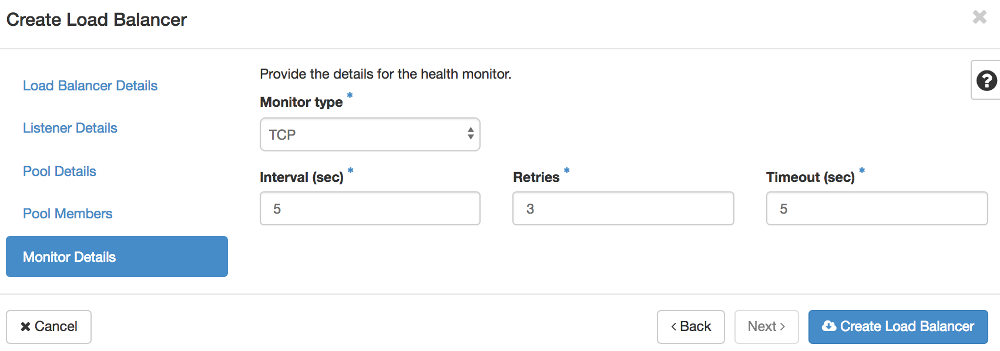 Create Load Balancer
Load Balancer Details
Listener Details
Pool Details
Pool Members
Monitor Details
Provide the details for the health monitor.
Monitor type *
TCP
Interval (sec) *
5
Retries *
3
Timeout (sec) *
5
Cancel
Back
Next
Create Load Balancer